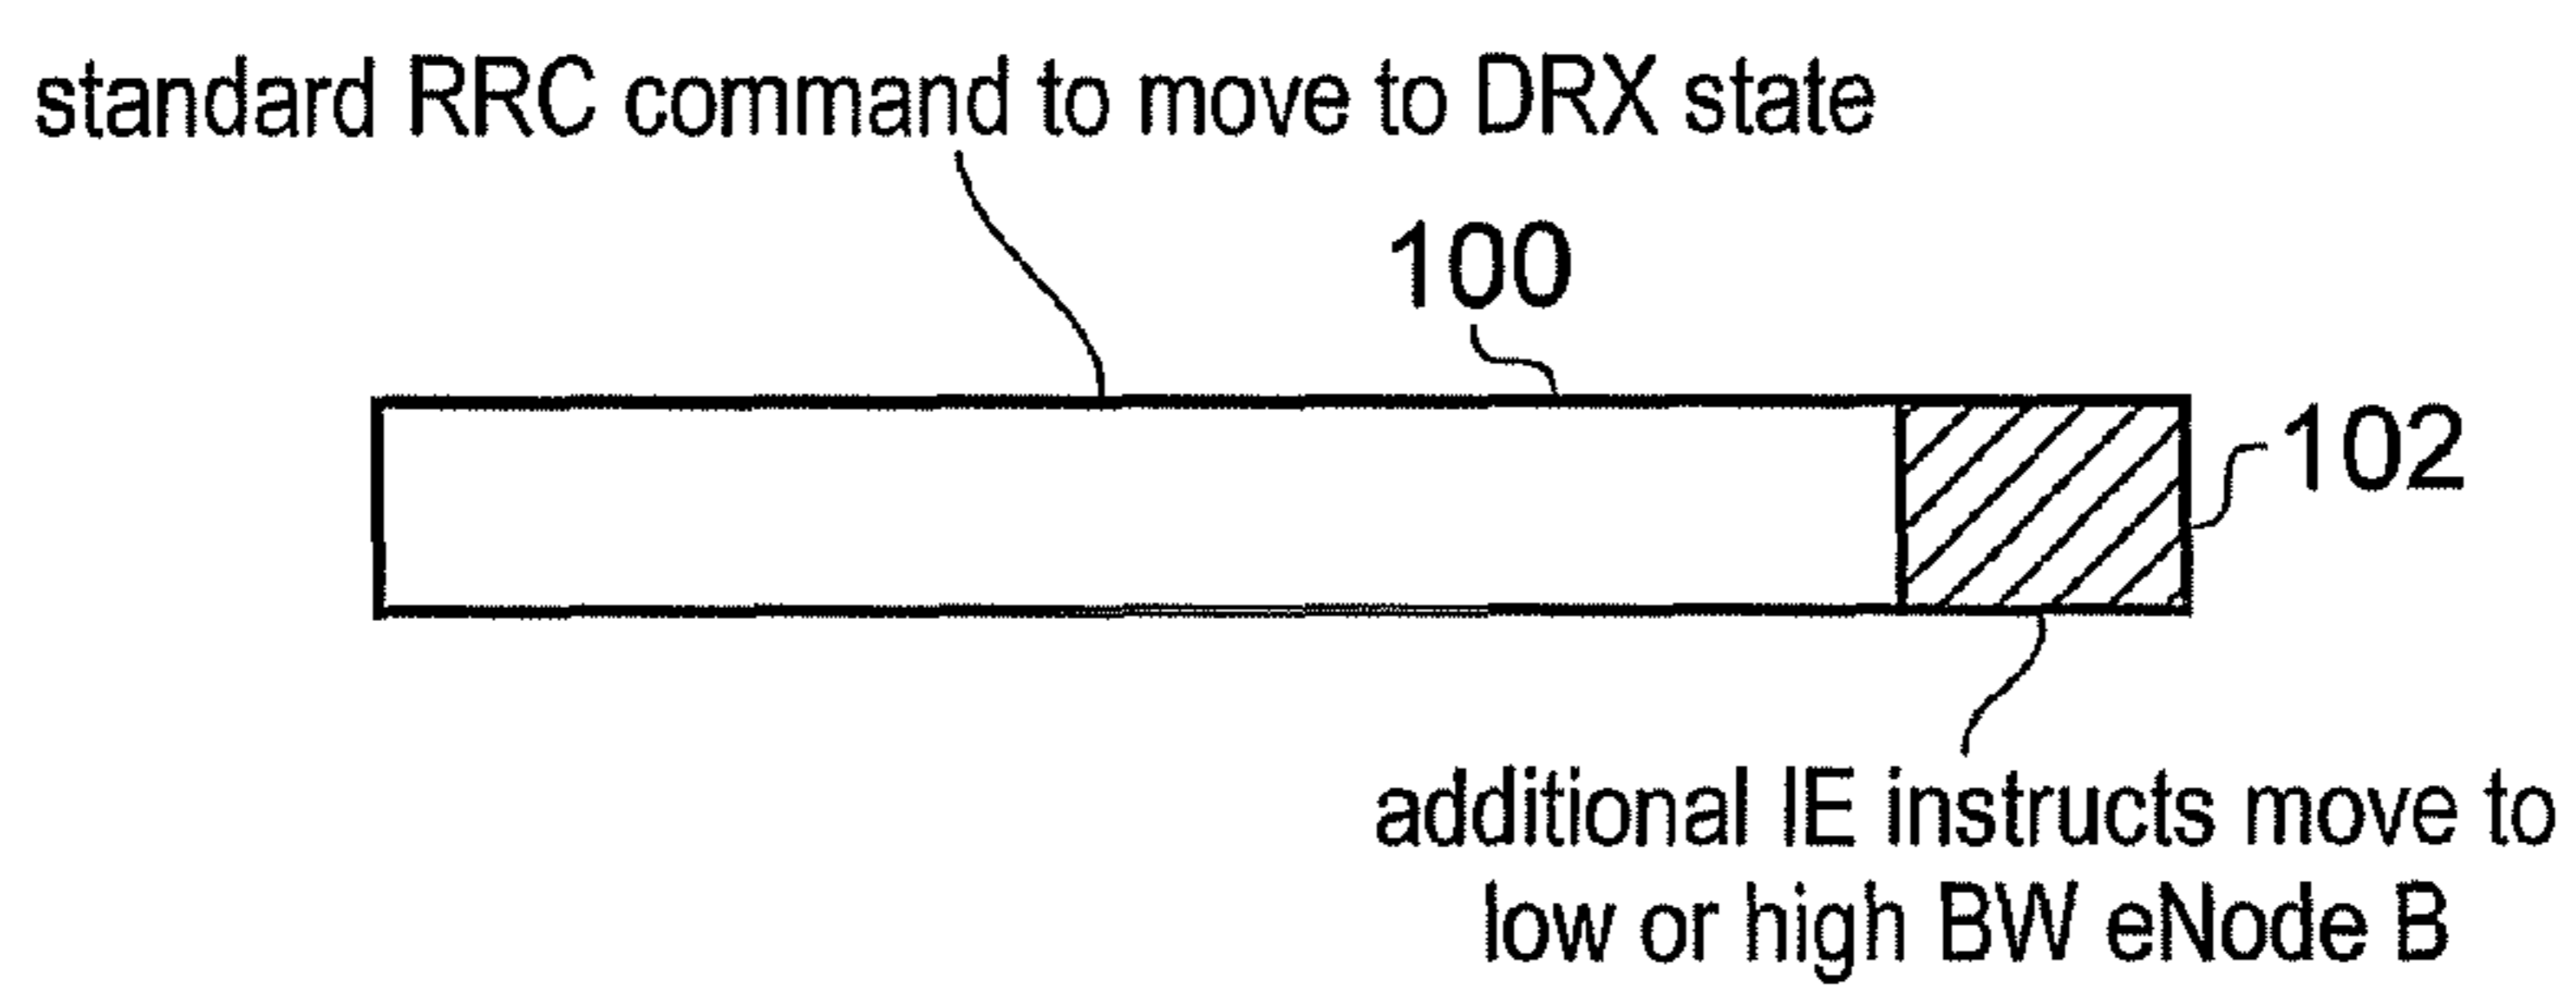 standard RRC command to move to DRX state
100
102
additional IE instructs move to
low or high BW eNode B